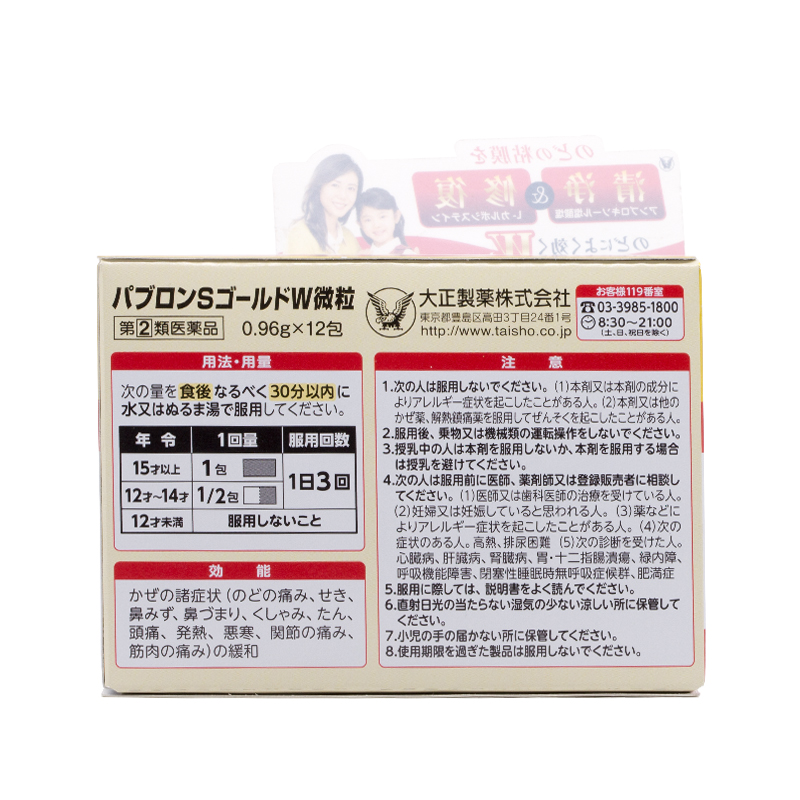 のどの粘膜を
清浄 & 修復
アンブロキソール塩酸塩
L-カルボシステイン
のどによく効く W
パブロンSゴールドW微粒
第②類医薬品 0.96g×12包
大正製薬株式会社
東京都豊島区高田3丁目24番1号
http://www.taisho.co.jp
お客様119番室
03-3985-1800
8:30〜21:00
(土、日、祝日を除く)
用法・用量
次の量を食後なるべく30分以内に
水又はぬるま湯で服用してください。
年令 1回量 服用回数
15才以上 1包 1日3回
12才〜14才 1/2包
12才未満 服用しないこと
効能
かぜの諸症状(のどの痛み、せき、
鼻みず、鼻づまり、くしゃみ、たん、
頭痛、発熱、悪寒、関節の痛み、
筋肉の痛み)の緩和
注意
1.次の人は服用しないでください。(1)本剤又は本剤の成分に
よりアレルギー症状を起こしたことがある人。(2)本剤又は他の
かぜ薬、解熱鎮痛薬を服用してぜんそくを起こしたことがある人。
2.服用後、乗物又は機械類の運転操作をしないでください。
3.授乳中の人は本剤を服用しないか、本剤を服用する場合
は授乳を避けてください。
4.次の人は服用前に医師、薬剤師又は登録販売者に相談し
てください。(1)医師又は歯科医師の治療を受けている人。
(2)妊婦又は妊娠していると思われる人。(3)薬などに
よりアレルギー症状を起こしたことがある人。(4)次の
症状のある人。高熱、排尿困難 (5)次の診断を受けた人。
心臓病、肝臓病、腎臓病、胃・十二指腸潰瘍、緑内障、
呼吸機能障害、閉塞性睡眠時無呼吸症候群、肥満症
5.服用に際しては、説明書をよく読んでください。
6.直射日光の当たらない湿気の少ない涼しい所に保管して
ください。
7.小児の手の届かない所に保管してください。
8.使用期限を過ぎた製品は服用しないでください。